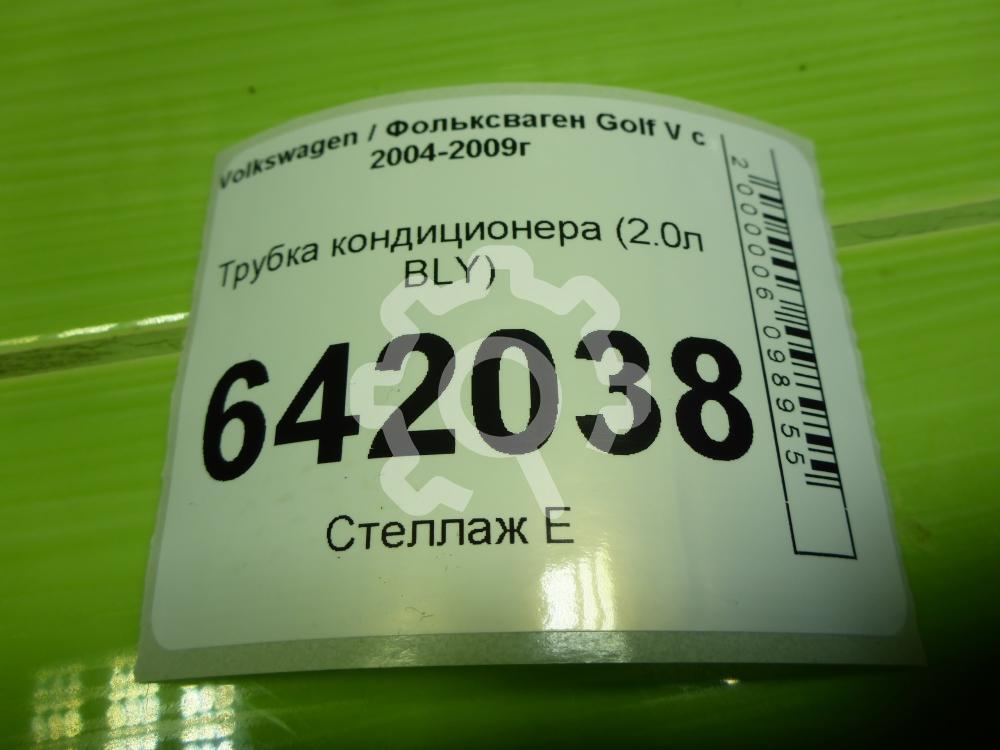 Volkswagen / Фольксваген Golf V с
2004-2009г
Трубка кондиционера (2.0л
BLY)
642038
Стеллаж E
2000006098955